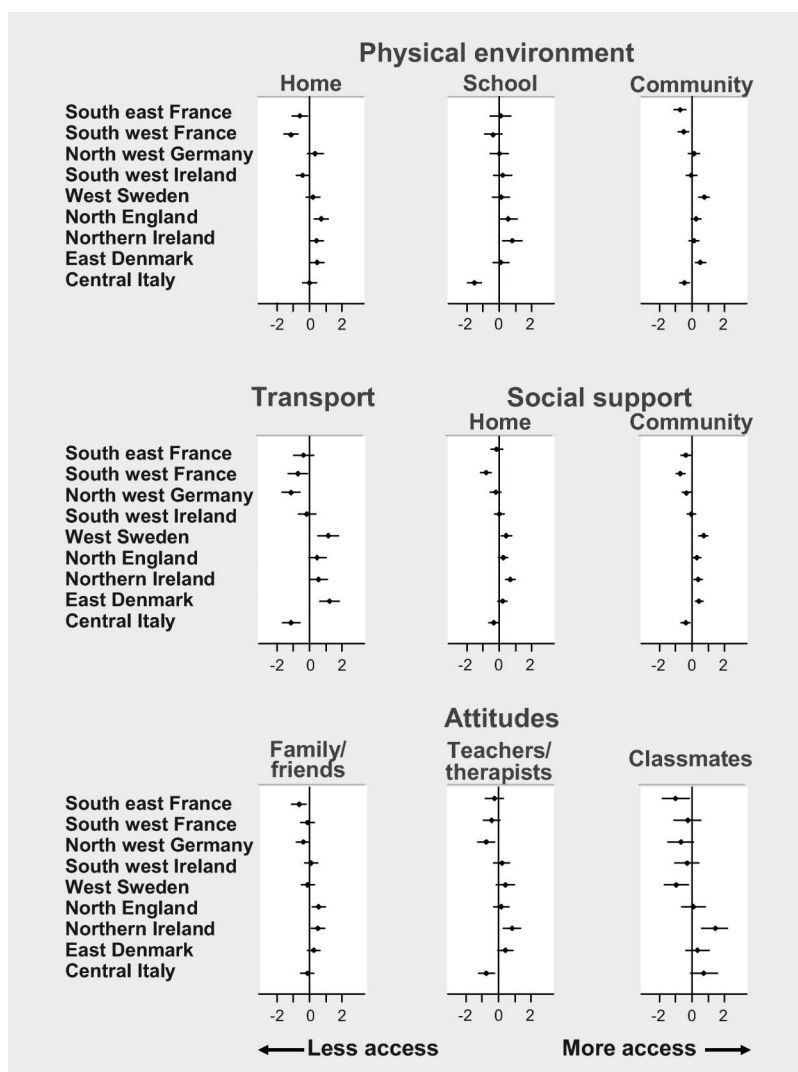 Physical environment
Home School Community
South east France
South west France
North west Germany
South west Ireland
West Sweden
North England
Northern Ireland
East Denmark
Central Italy
-2 0 2 -2 0 2 -2 0 2
Transport Social support
Home Community
South east France
South west France
North west Germany
South west Ireland
West Sweden
North England
Northern Ireland
East Denmark
Central Italy
-2 0 2 -2 0 2 -2 0 2
Attitudes
Family/
friends
Teachers/
therapists
Classmates
South east France
South west France
North west Germany
South west Ireland
West Sweden
North England
Northern Ireland
East Denmark
Central Italy
-2 0 2 -2 0 2 -2 0 2
Less access More access